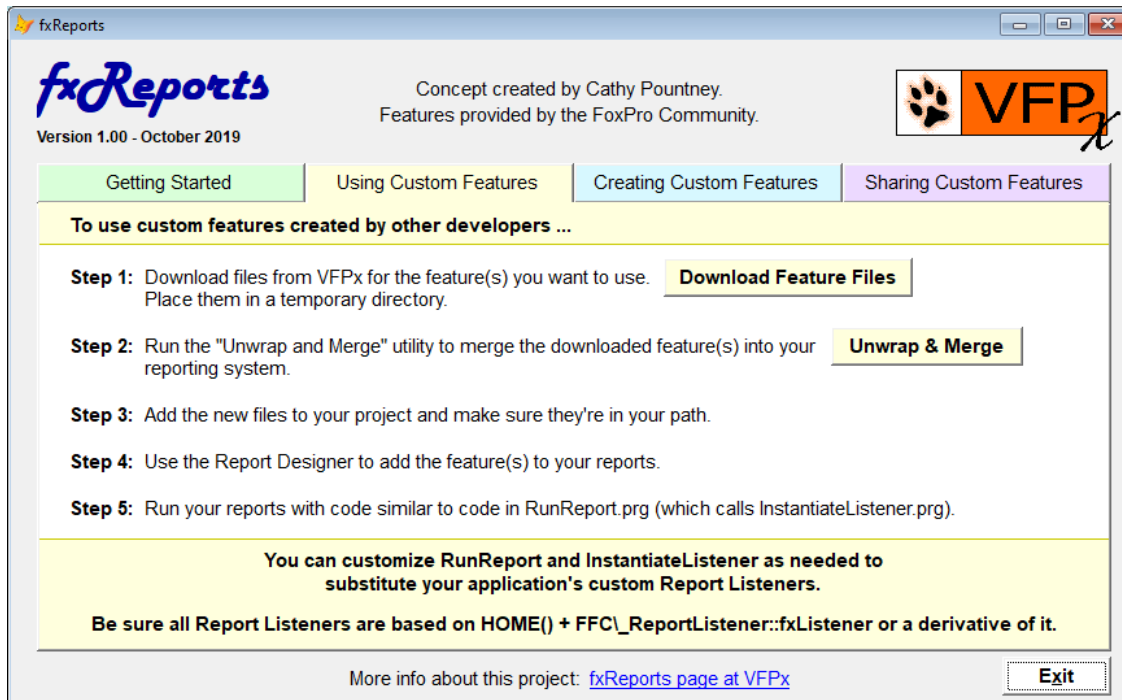 fxReports
fxReports
Version 1.00 - October 2019
Concept created by Cathy Pountney.
Features provided by the FoxPro Community.
VFPx
Getting Started
Using Custom Features
Creating Custom Features
Sharing Custom Features
To use custom features created by other developers ...
Step 1: Download files from VFPx for the feature(s) you want to use.
Place them in a temporary directory.
Download Feature Files
Step 2: Run the "Unwrap and Merge" utility to merge the downloaded feature(s) into your
reporting system.
Unwrap & Merge
Step 3: Add the new files to your project and make sure they're in your path.
Step 4: Use the Report Designer to add the feature(s) to your reports.
Step 5: Run your reports with code similar to code in RunReport.prg (which calls InstantiateListener.prg).
You can customize RunReport and InstantiateListener as needed to
substitute your application's custom Report Listeners.
Be sure all Report Listeners are based on HOME() + FFC\_ReportListener::fxListener or a derivative of it.
More info about this project: fxReports page at VFPx
Exit